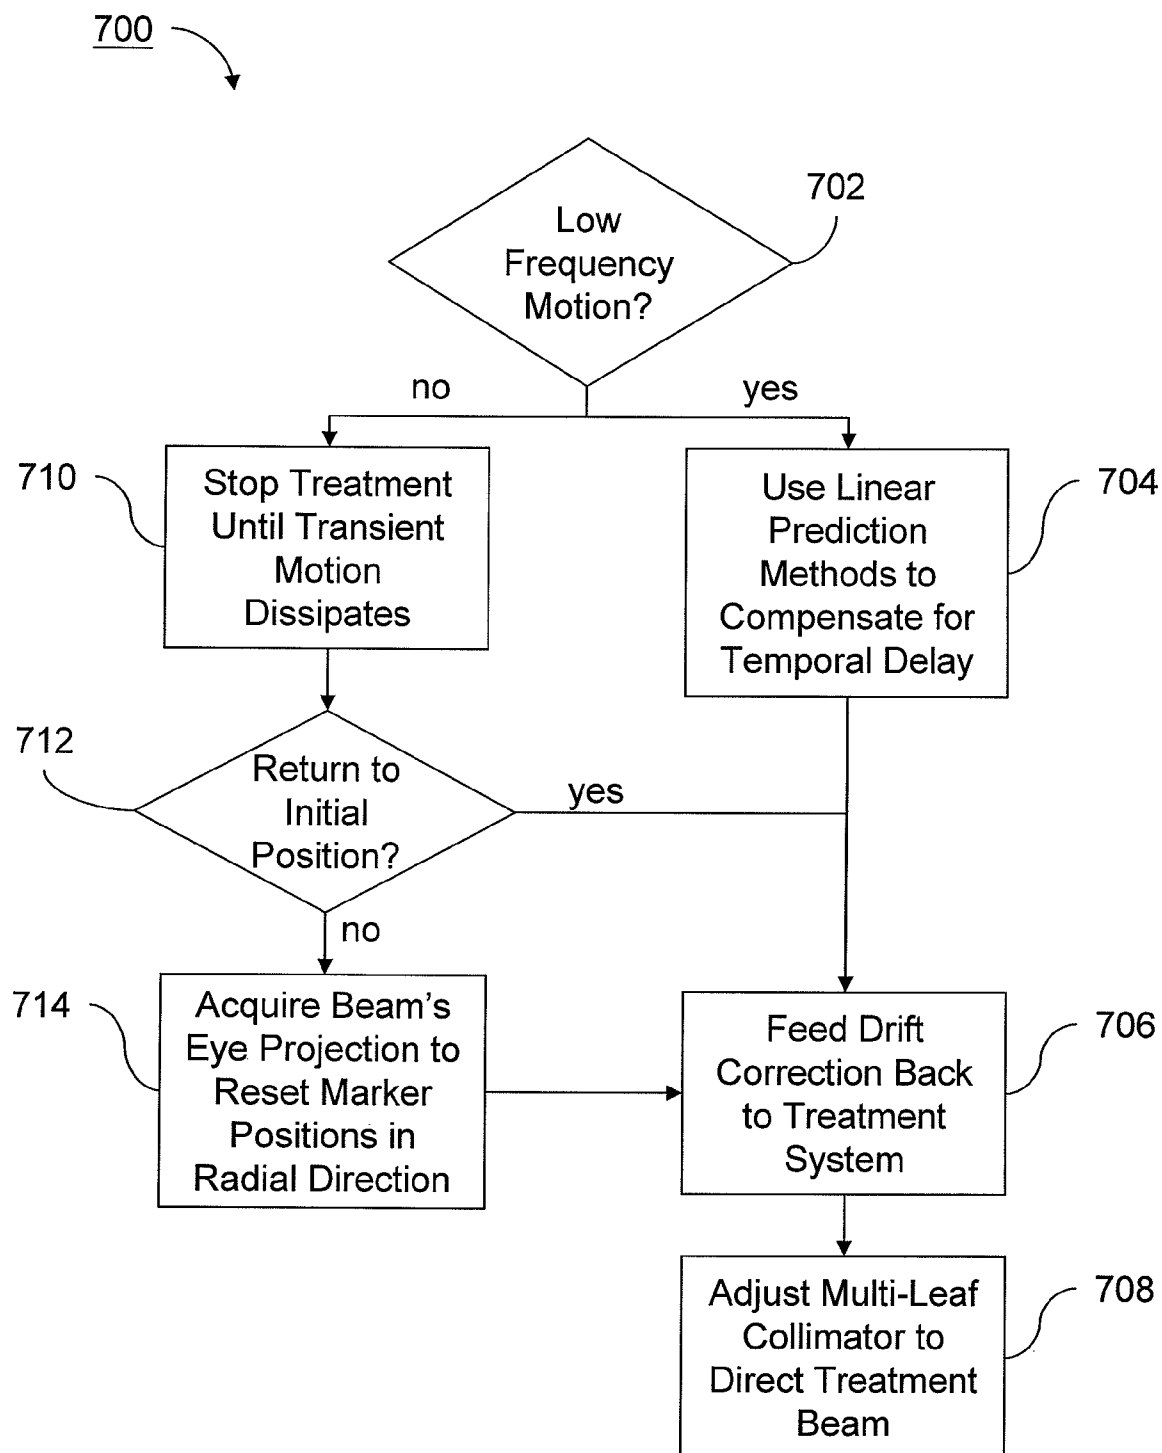 700
702
Low
Frequency
Motion?
no
yes
710
Stop Treatment
Until Transient
Motion
Dissipates
704
Use Linear
Prediction
Methods to
Compensate for
Temporal Delay
712
Return to
Initial
Position?
yes
no
714
Acquire Beam's
Eye Projection to
Reset Marker
Positions in
Radial Direction
706
Feed Drift
Correction Back
to Treatment
System
708
Adjust Multi-Leaf
Collimator to
Direct Treatment
Beam